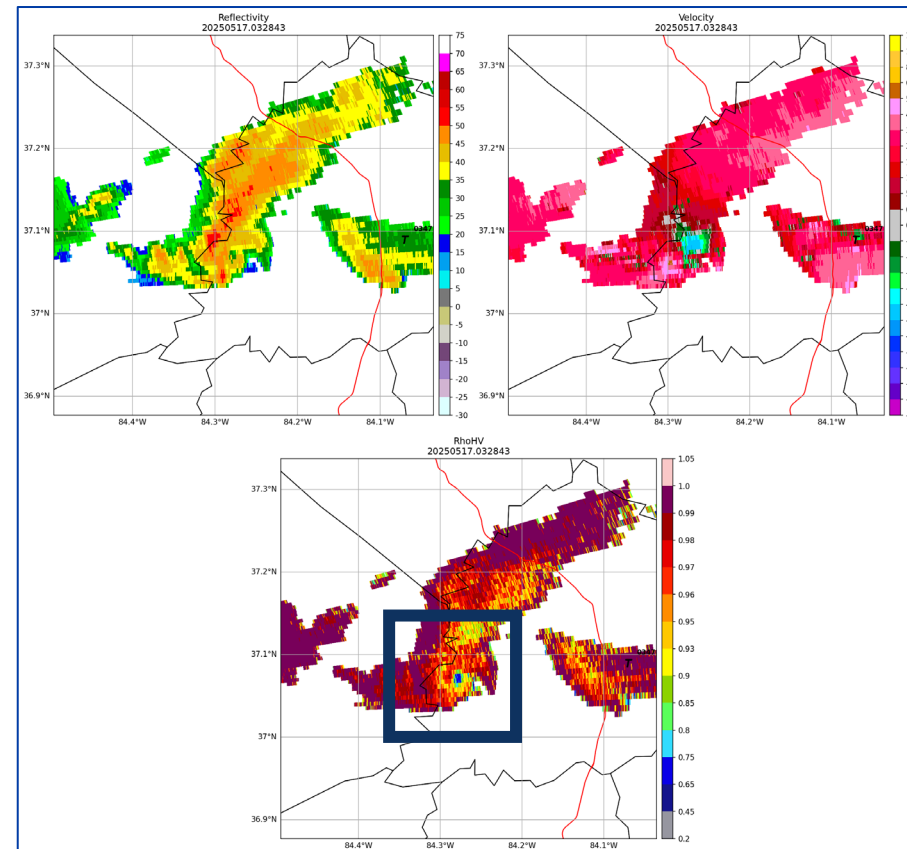 Reflectivity
20250517.032843
37.3°N
37.2°N
37.1°N
37°N
36.9°N
84.4°W
84.3°W
84.2°W
84.1°W
T
0347
75
70
65
60
55
50
45
40
35
30
25
20
15
10
5
0
-5
-10
-15
-20
-25
-30
Velocity
20250517.032843
37.3°N
37.2°N
37.1°N
37°N
36.9°N
84.4°W
84.3°W
84.2°W
84.1°W
T
0347
RhoHV
20250517.032843
37.3°N
37.2°N
37.1°N
37°N
36.9°N
84.4°W
84.3°W
84.2°W
84.1°W
T
0347
1.05
1.0
0.99
0.98
0.97
0.96
0.95
0.93
0.9
0.85
0.8
0.75
0.65
0.45
0.2